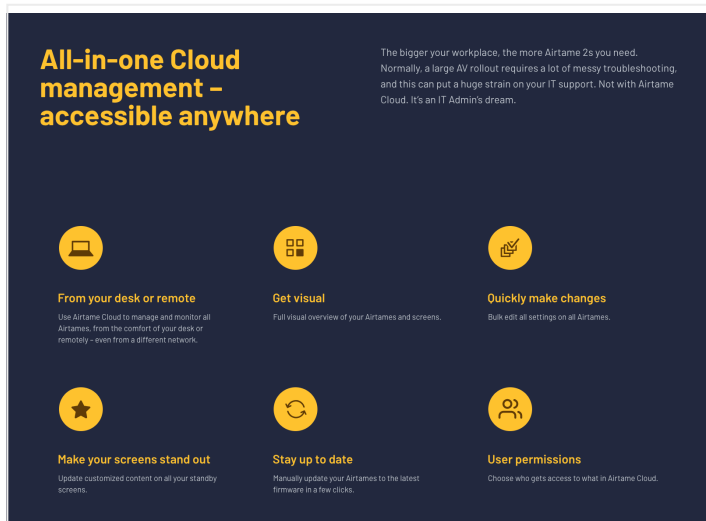 All-in-one Cloud
management –
accessible anywhere
The bigger your workplace, the more Airtame 2s you need.
Normally, a large AV rollout requires a lot of messy troubleshooting,
and this can put a huge strain on your IT support. Not with Airtame
Cloud. It's an IT Admin's dream.
From your desk or remote
Use Airtame Cloud to manage and monitor all
Airtames, from the comfort of your desk or
remotely – even from a different network.
Get visual
Full visual overview of your Airtames and screens.
Quickly make changes
Bulk edit all settings on all Airtames.
Make your screens stand out
Update customized content on all your standby
screens.
Stay up to date
Manually update your Airtames to the latest
firmware in a few clicks.
User permissions
Choose who gets access to what in Airtame Cloud.